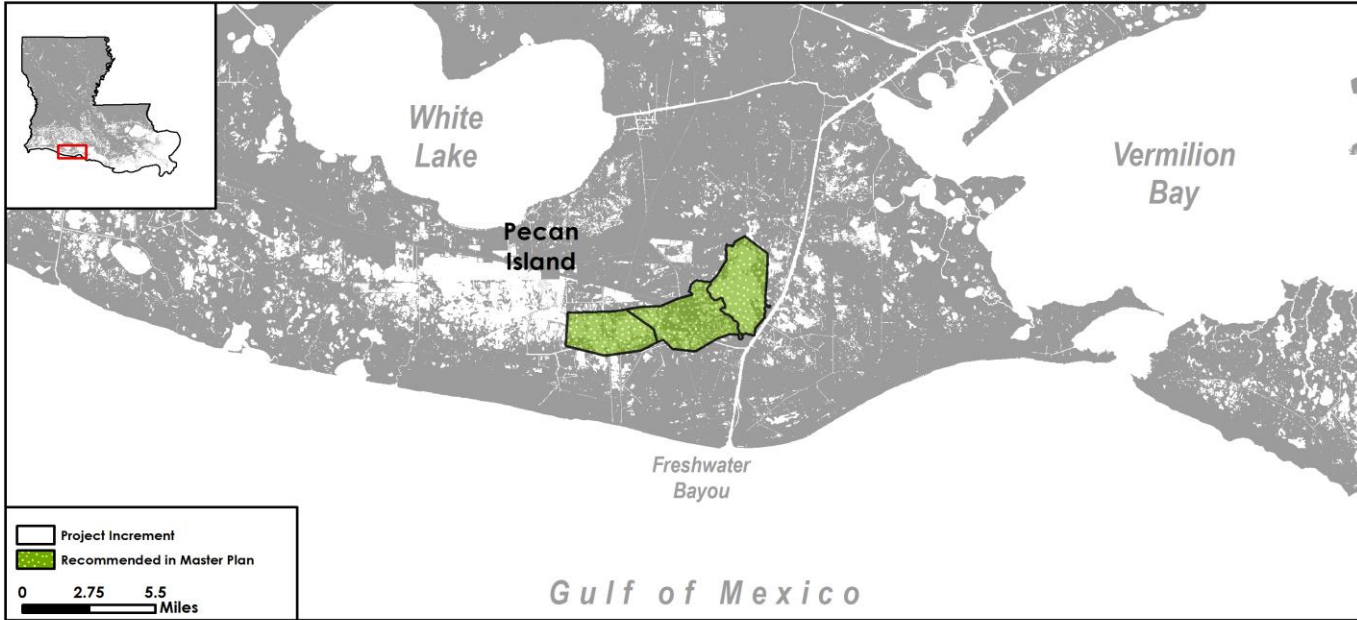 White
Lake
Vermilion
Bay
Pecan
Island
Freshwater
Bayou
Project Increment
Recommended in Master Plan
0 2.75 5.5
Miles
Gulf of Mexico